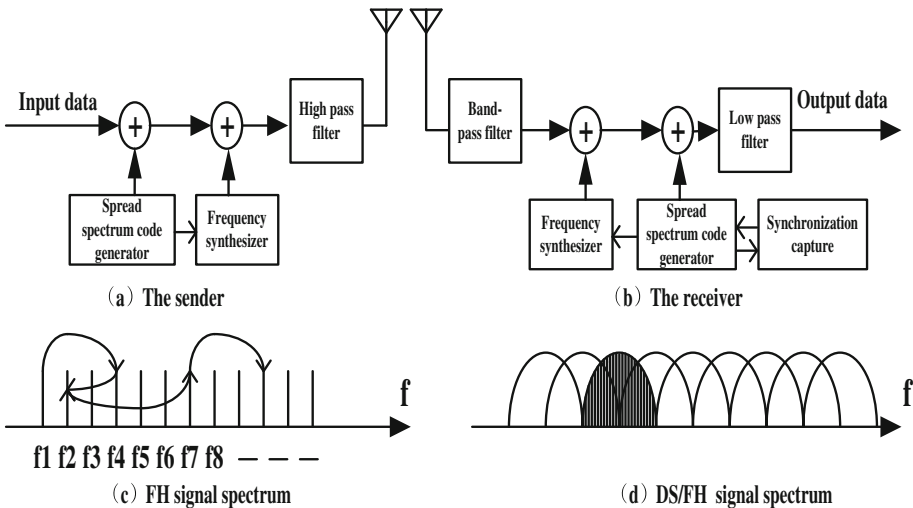 Input data
+
+
High pass
filter
Spread
spectrum code
generator
Frequency
synthesizer
(a) The sender
Band-
pass filter
+
+
Low pass
filter
Output data
Frequency
synthesizer
Spread
spectrum code
generator
Synchronization
capture
(b) The receiver
f
f1 f2 f3 f4 f5 f6 f7 f8 — — —
(c) FH signal spectrum
f
(d) DS/FH signal spectrum